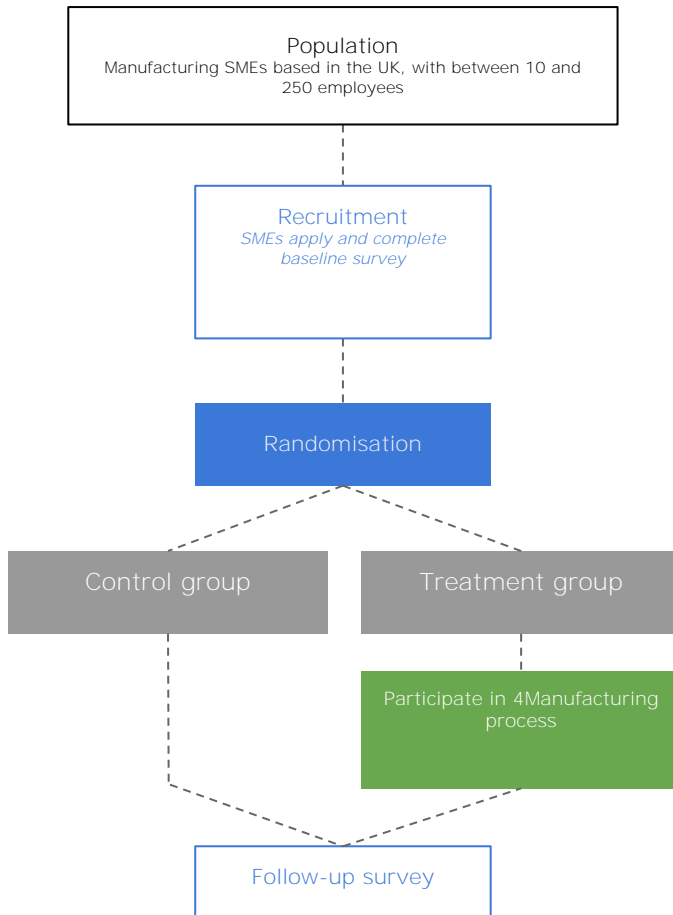 Population
Manufacturing SMEs based in the UK, with between 10 and
250 employees
Recruitment
SMEs apply and complete
baseline survey
Randomisation
Control group
Treatment group
Participate in 4Manufacturing
process
Follow-up survey